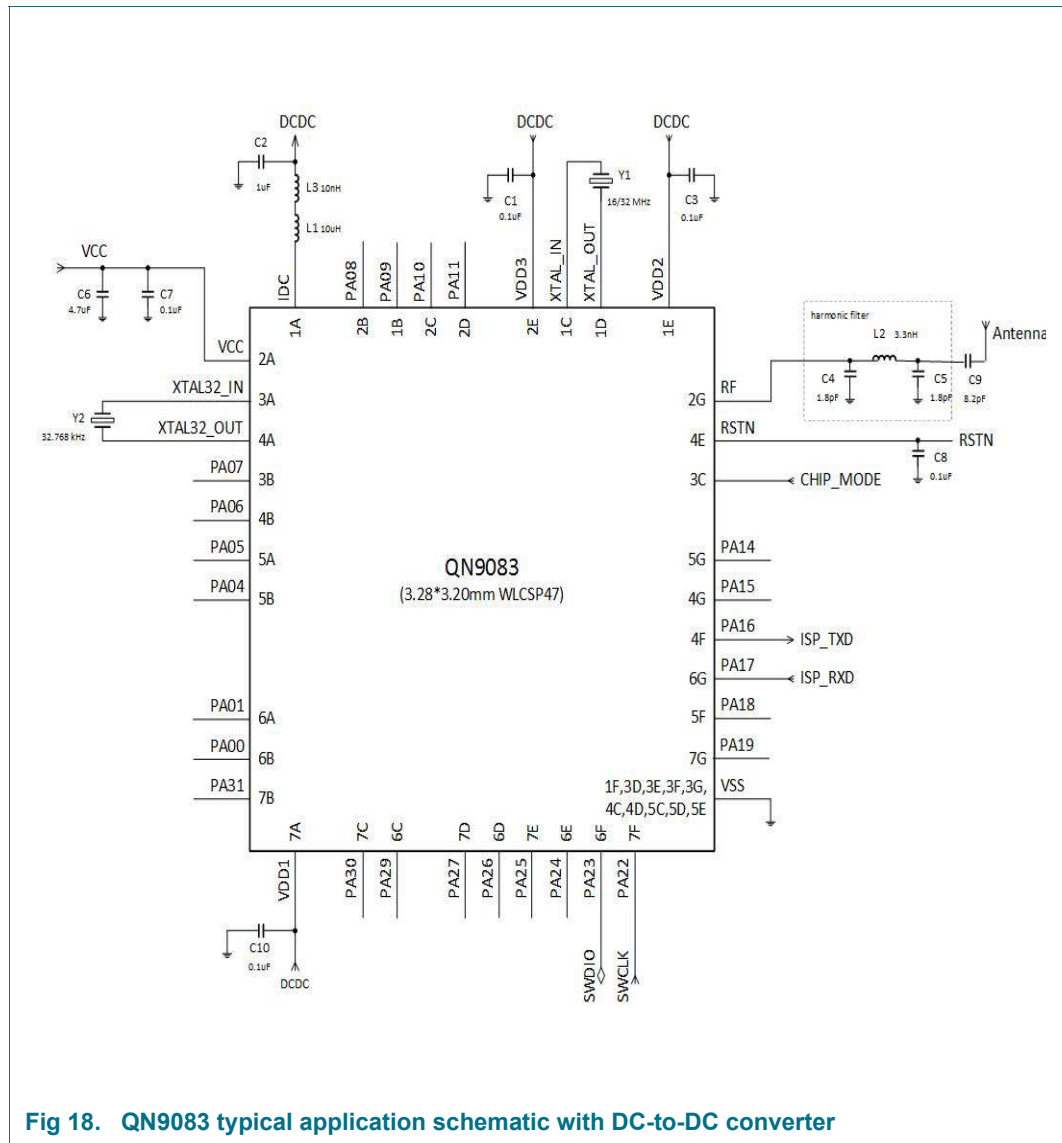 DCDC
C2
1uF
L3 10nH
L1 10uH
IDC
1A
PA08
2B
PA09
1B
PA10
2C
PA11
2D
DCDC
C1
0.1uF
VDD3
2E
XTAL_IN
1C
Y1
16/32 MHz
XTAL_OUT
1D
DCDC
C3
0.1uF
VDD2
1E
VCC
C6
4.7uF
C7
0.1uF
VCC
2A
XTAL32_IN
3A
Y2
32.768 kHz
XTAL32_OUT
4A
PA07
3B
PA06
4B
PA05
5A
PA04
5B
PA01
6A
PA00
6B
PA31
7B
QN9083
(3.28*3.20mm WLCSP47)
harmonic filter
L2 3.3nH
C4
1.8pF
C5
1.8pF
C9
8.2pF
Antenna
RF
2G
RSTN
4E
RSTN
C8
0.1uF
3C
CHIP_MODE
5G
PA14
4G
PA15
4F
PA16
ISP_TXD
6G
PA17
ISP_RXD
5F
PA18
7G
PA19
1F,3D,3E,3F,3G,
4C,4D,5C,5D,5E
VSS
7A
VDD1
C10
0.1uF
DCDC
7C
PA30
6C
PA29
7D
PA27
6D
PA26
7E
PA25
6E
PA24
6F
PA23
SWDIO
7F
PA22
SWCLK
Fig 18. QN9083 typical application schematic with DC-to-DC converter